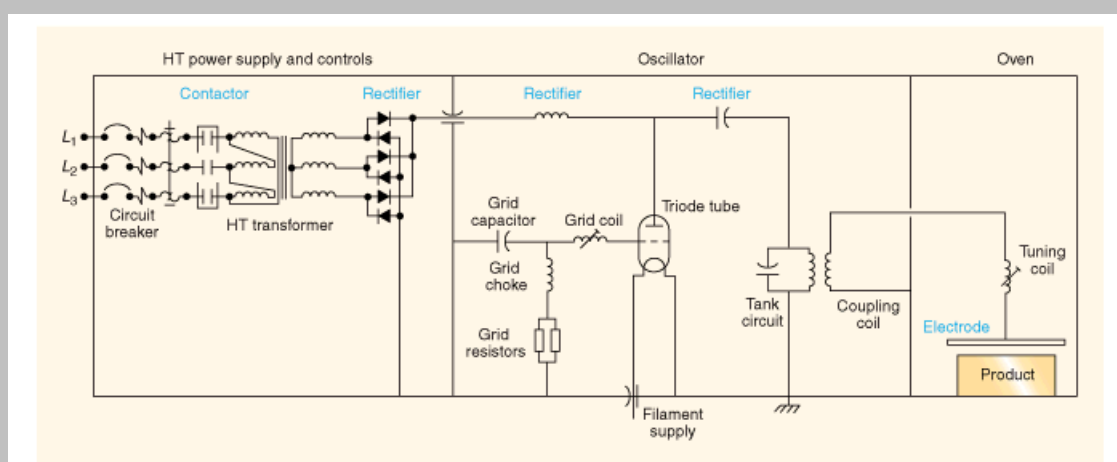 HT power supply and controls
Oscillator
Oven
Contactor
Rectifier
Rectifier
Rectifier
L1
L2
L3
Circuit
breaker
HT transformer
Grid
capacitor
Grid coil
Triode tube
Grid
choke
Grid
resistors
Filament
supply
Tank
circuit
Coupling
coil
Tuning
coil
Electrode
Product